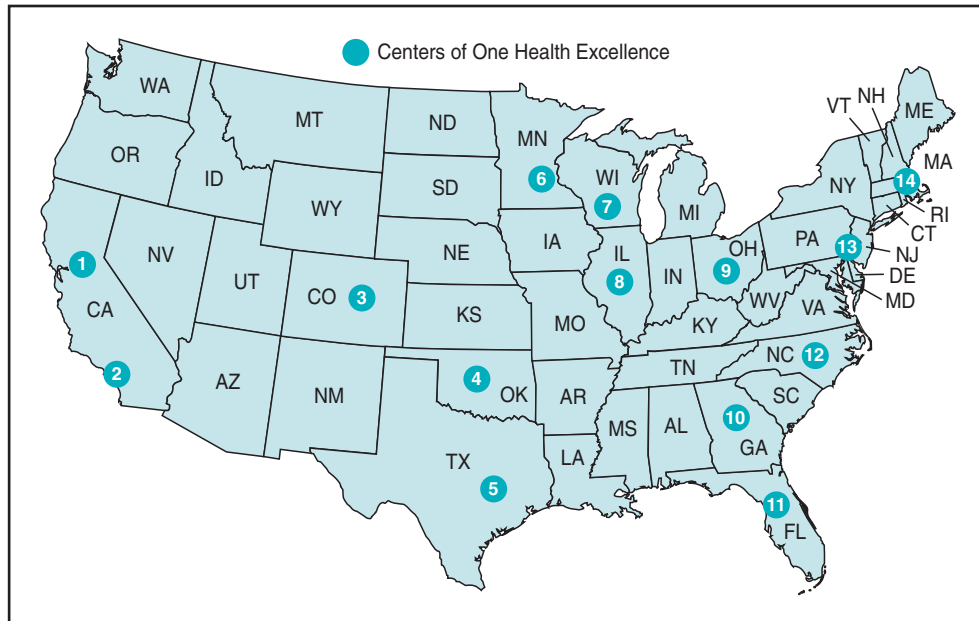 Centers of One Health Excellence
WA
MT
ND
MN
VT
NH
ME
OR
ID
SD
WI
MI
NY
MA
6
7
14
WY
RI
CT
NV
NE
IA
PA
13
NJ
1
UT
CO
3
IL
8
IN
OH
9
DE
MD
CA
KS
MO
WV
VA
KY
2
AZ
NM
4
OK
AR
TN
NC
12
SC
MS
AL
10
GA
TX
5
LA
11
FL